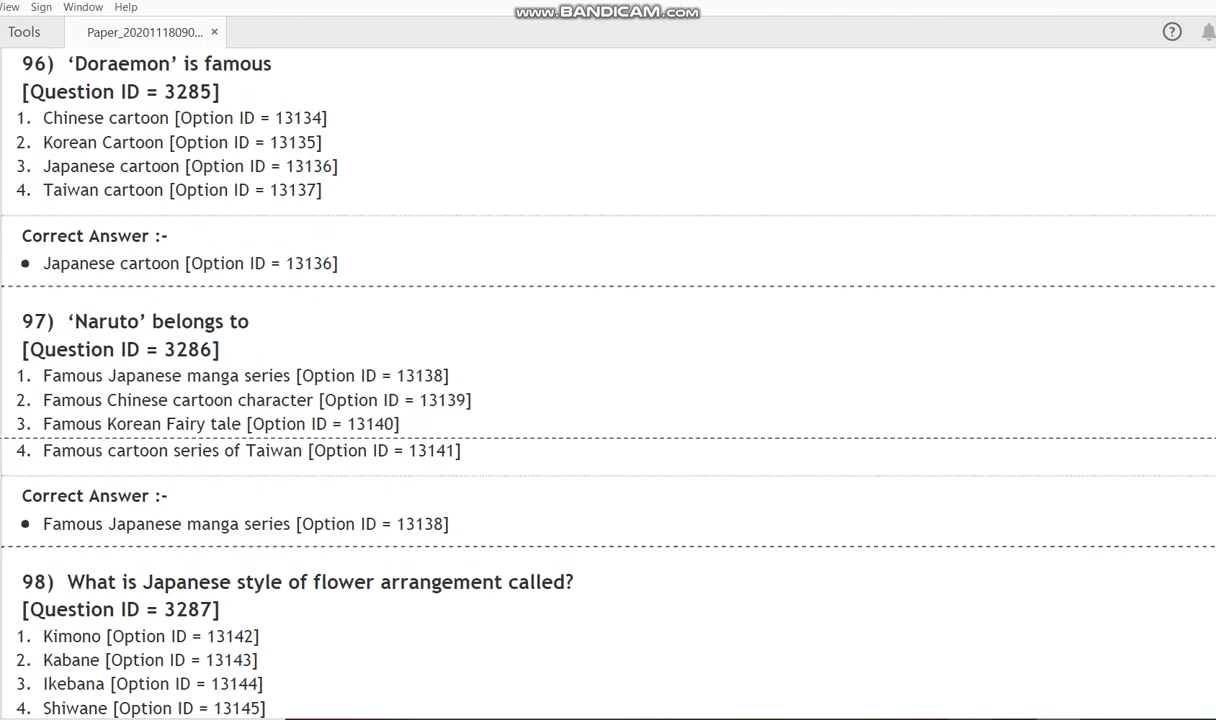 View Sign Window Help
www.BANDICAM.com
Tools
Paper_20201118090... ×
?
96) ‘Doraemon’ is famous
[Question ID = 3285]
1. Chinese cartoon [Option ID = 13134]
2. Korean Cartoon [Option ID = 13135]
3. Japanese cartoon [Option ID = 13136]
4. Taiwan cartoon [Option ID = 13137]
Correct Answer :-
• Japanese cartoon [Option ID = 13136]
97) ‘Naruto’ belongs to
[Question ID = 3286]
1. Famous Japanese manga series [Option ID = 13138]
2. Famous Chinese cartoon character [Option ID = 13139]
3. Famous Korean Fairy tale [Option ID = 13140]
4. Famous cartoon series of Taiwan [Option ID = 13141]
Correct Answer :-
• Famous Japanese manga series [Option ID = 13138]
98) What is Japanese style of flower arrangement called?
[Question ID = 3287]
1. Kimono [Option ID = 13142]
2. Kabane [Option ID = 13143]
3. Ikebana [Option ID = 13144]
4. Shiwane [Option ID = 13145]